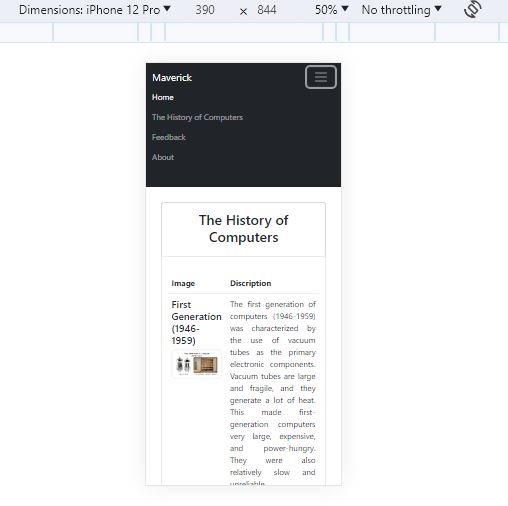 Dimensions: iPhone 12 Pro 390 × 844 50% No throttling
Maverick
Home
The History of Computers
Feedback
About
The History of
Computers
Image Discription
First
Generation
(1946-
1959)
The first generation of
computers (1946-1959)
was characterized by
the use of vacuum
tubes as the primary
electronic components.
Vacuum tubes are large
and fragile, and they
generate a lot of heat.
This made first-
generation computers
very large, expensive,
and power-hungry.
They were also
relatively slow and
unreliable.